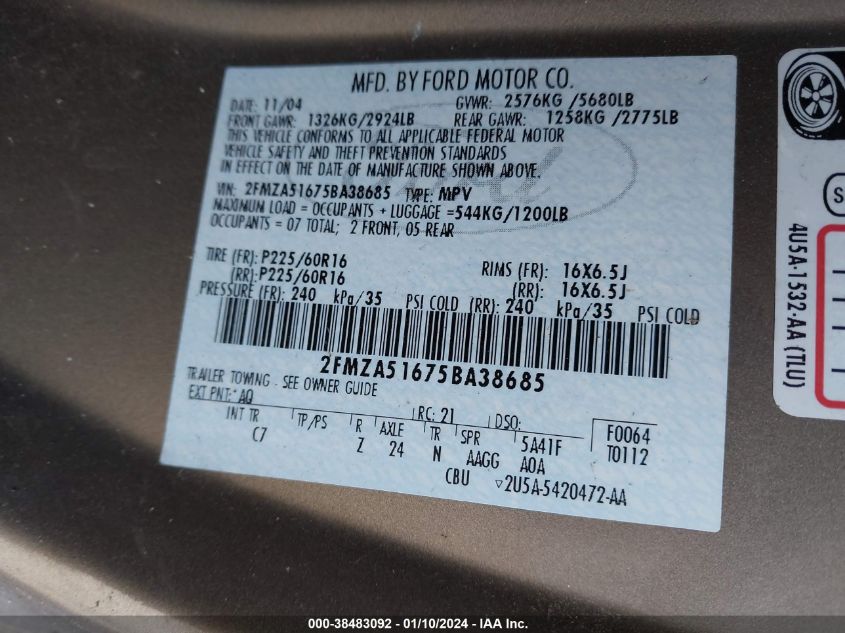 MFD. BY FORD MOTOR CO.
DATE: 11/04 GVWR: 2576KG /5680LB
FRONT GAWR: 1326KG/2924LB REAR GAWR: 1258KG /2775LB
THIS VEHICLE CONFORMS TO ALL APPLICABLE FEDERAL MOTOR
VEHICLE SAFETY AND THEFT PREVENTION STANDARDS
IN EFFECT ON THE DATE OF MANUFACTURE SHOWN ABOVE.
VIN: 2FMZA51675BA38685 TYPE: MPV
MAXIMUM LOAD = OCCUPANTS + LUGGAGE =544KG/1200LB
OCCUPANTS = 07 TOTAL; 2 FRONT, 05 REAR
TIRE (FR): P225/60R16 RIMS (FR): 16X6.5J
(RR): P225/60R16 (RR): 16X6.5J
PRESSURE (FR): 240 kPa/35 PSI COLD (RR): 240 kPa/35 PSI COLD
2FMZA51675BA38685
TRAILER TOWING - SEE OWNER GUIDE
EXT PNT: AQ RC: 21 DSO:
INT TR TP/PS R AXLE TR SPR 5A41F F0064
C7 Z 24 N AAGG AOA T0112
CBU ▽2U5A-5420472-AA
4U5A-1532-AA (TLU)
Ford
S
000-38483092 - 01/10/2024 - IAA Inc.